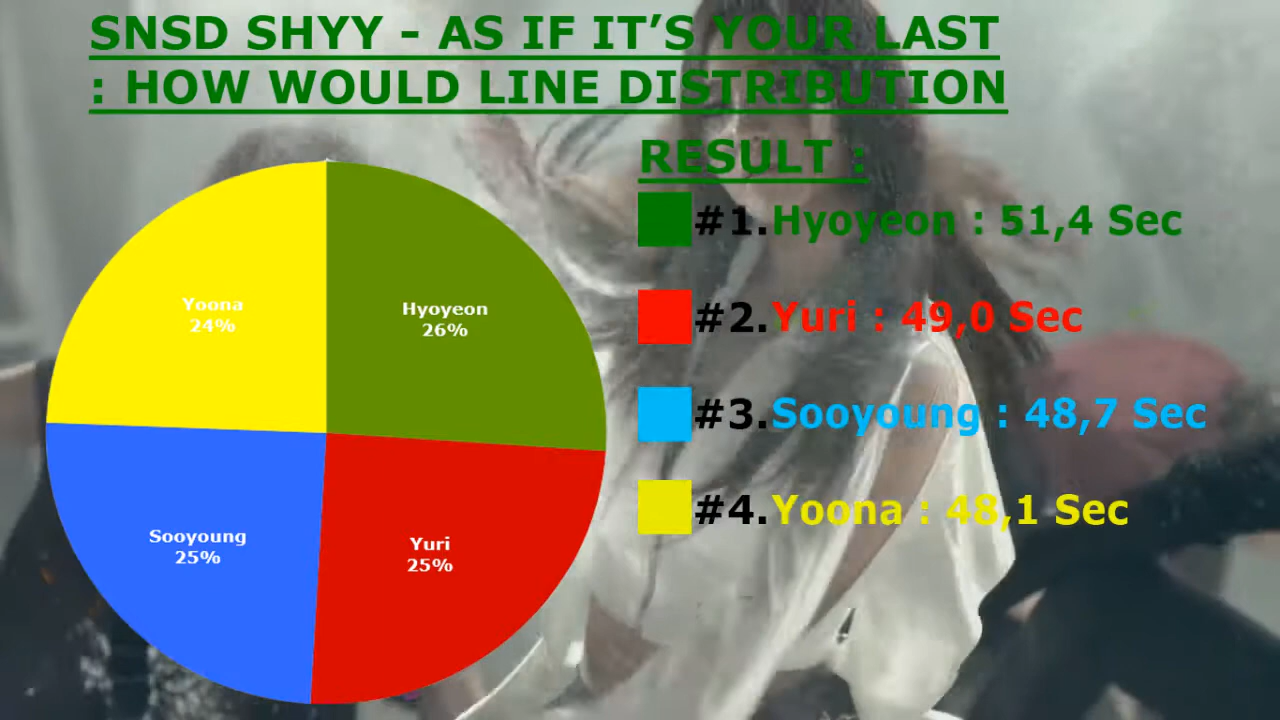 SNSD SHYY - AS IF IT’S YOUR LAST
: HOW WOULD LINE DISTRIBUTION
RESULT :
#1.Hyoyeon : 51,4 Sec
#2.Yuri : 49,0 Sec
#3.Sooyoung : 48,7 Sec
#4.Yoona : 48,1 Sec
Yoona
24%
Hyoyeon
26%
Sooyoung
25%
Yuri
25%